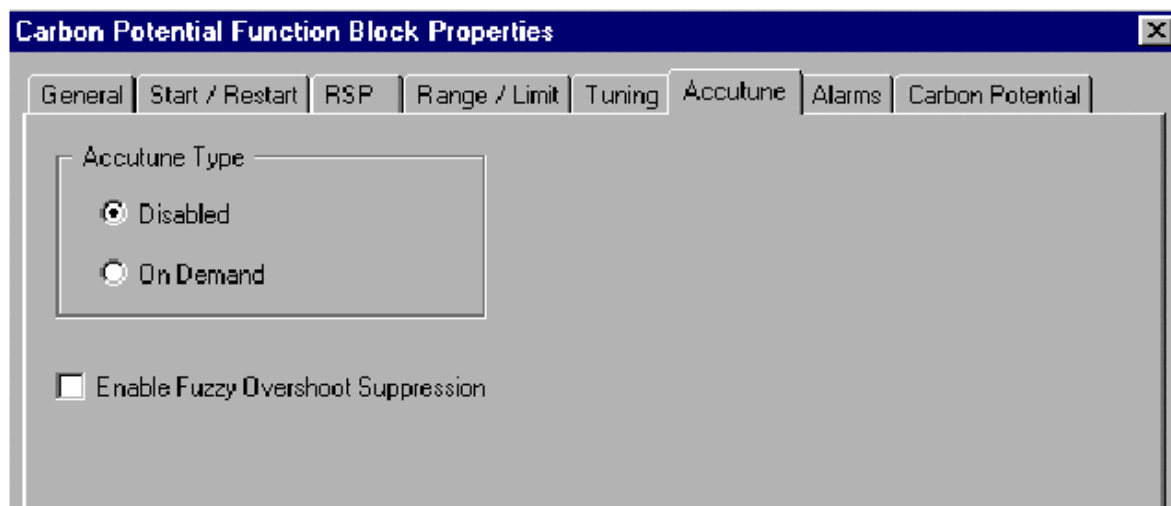 Carbon Potential Function Block Properties
General Start / Restart RSP Range / Limit Tuning Accutune Alarms Carbon Potential
Accutune Type
Disabled
On Demand
Enable Fuzzy Overshoot Suppression